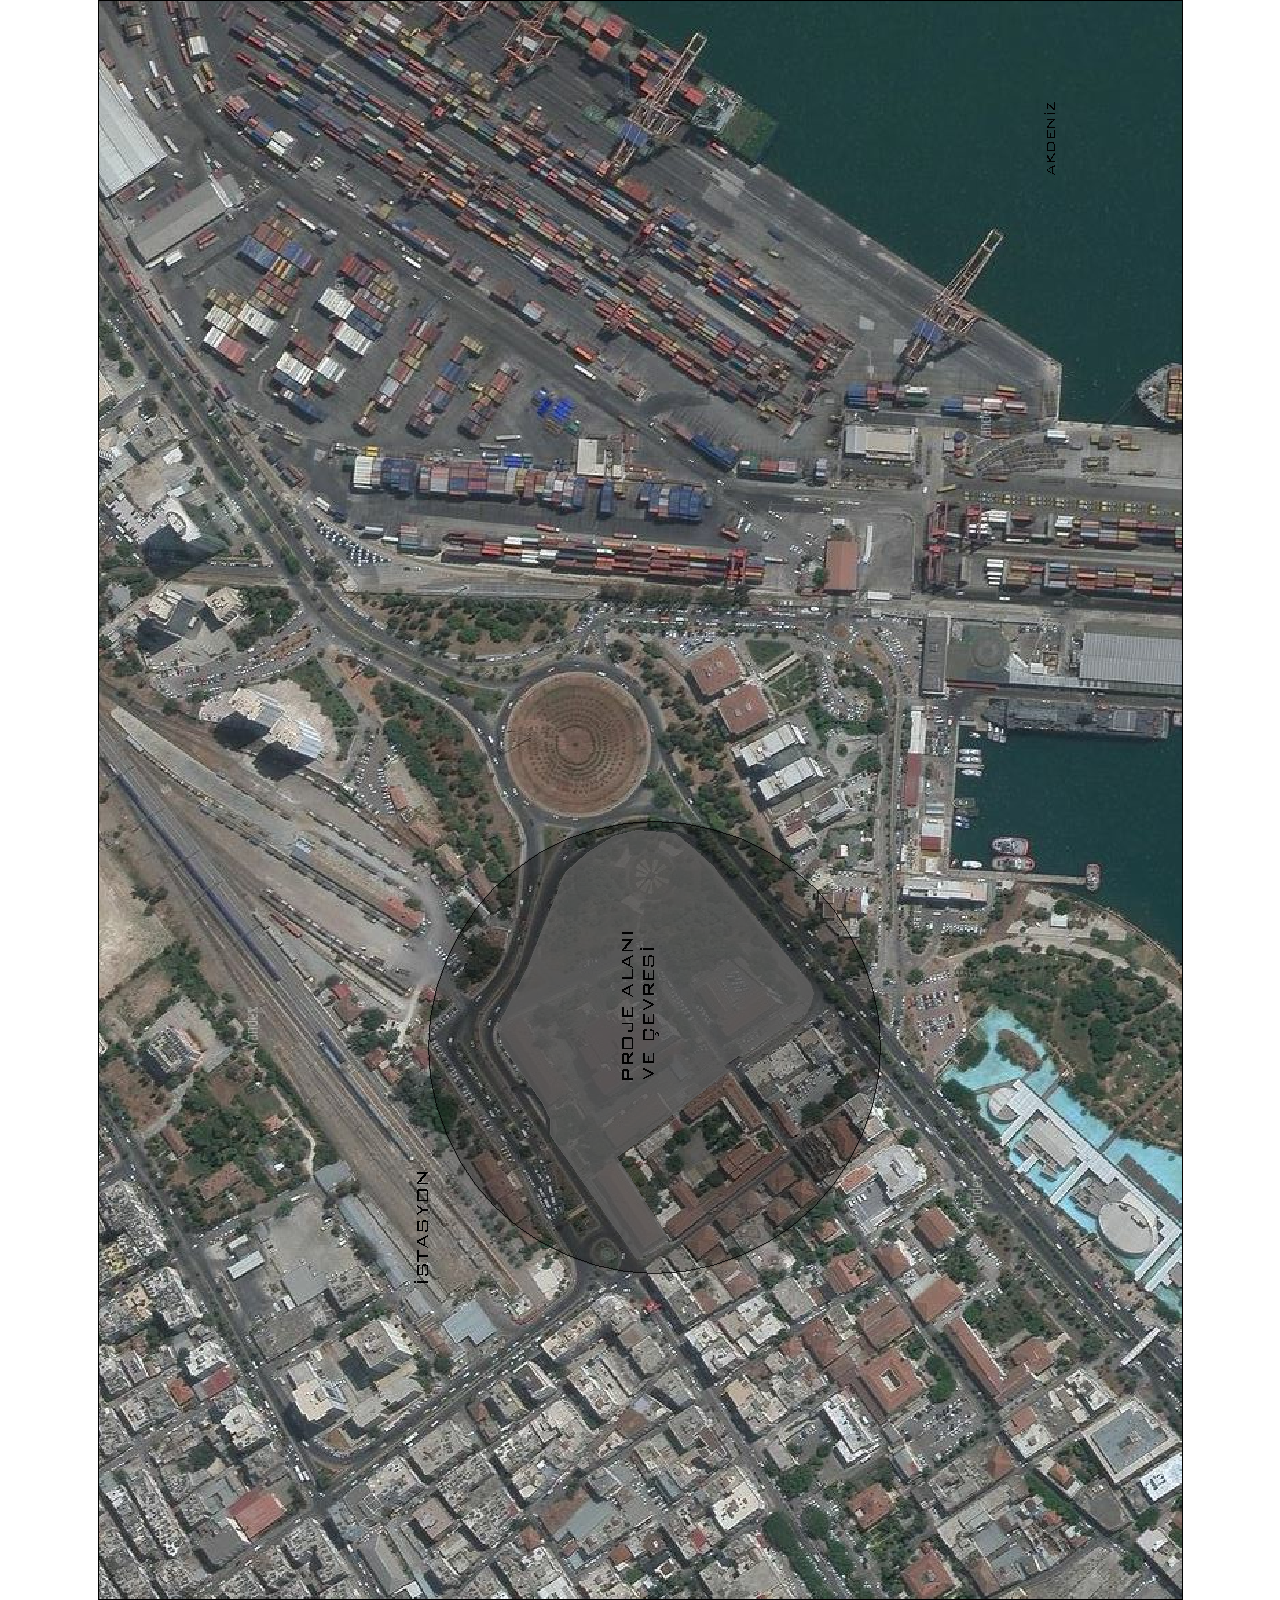 AKDENİZ
PROJE ALANI
VE ÇEVRESİ
İSTASYON